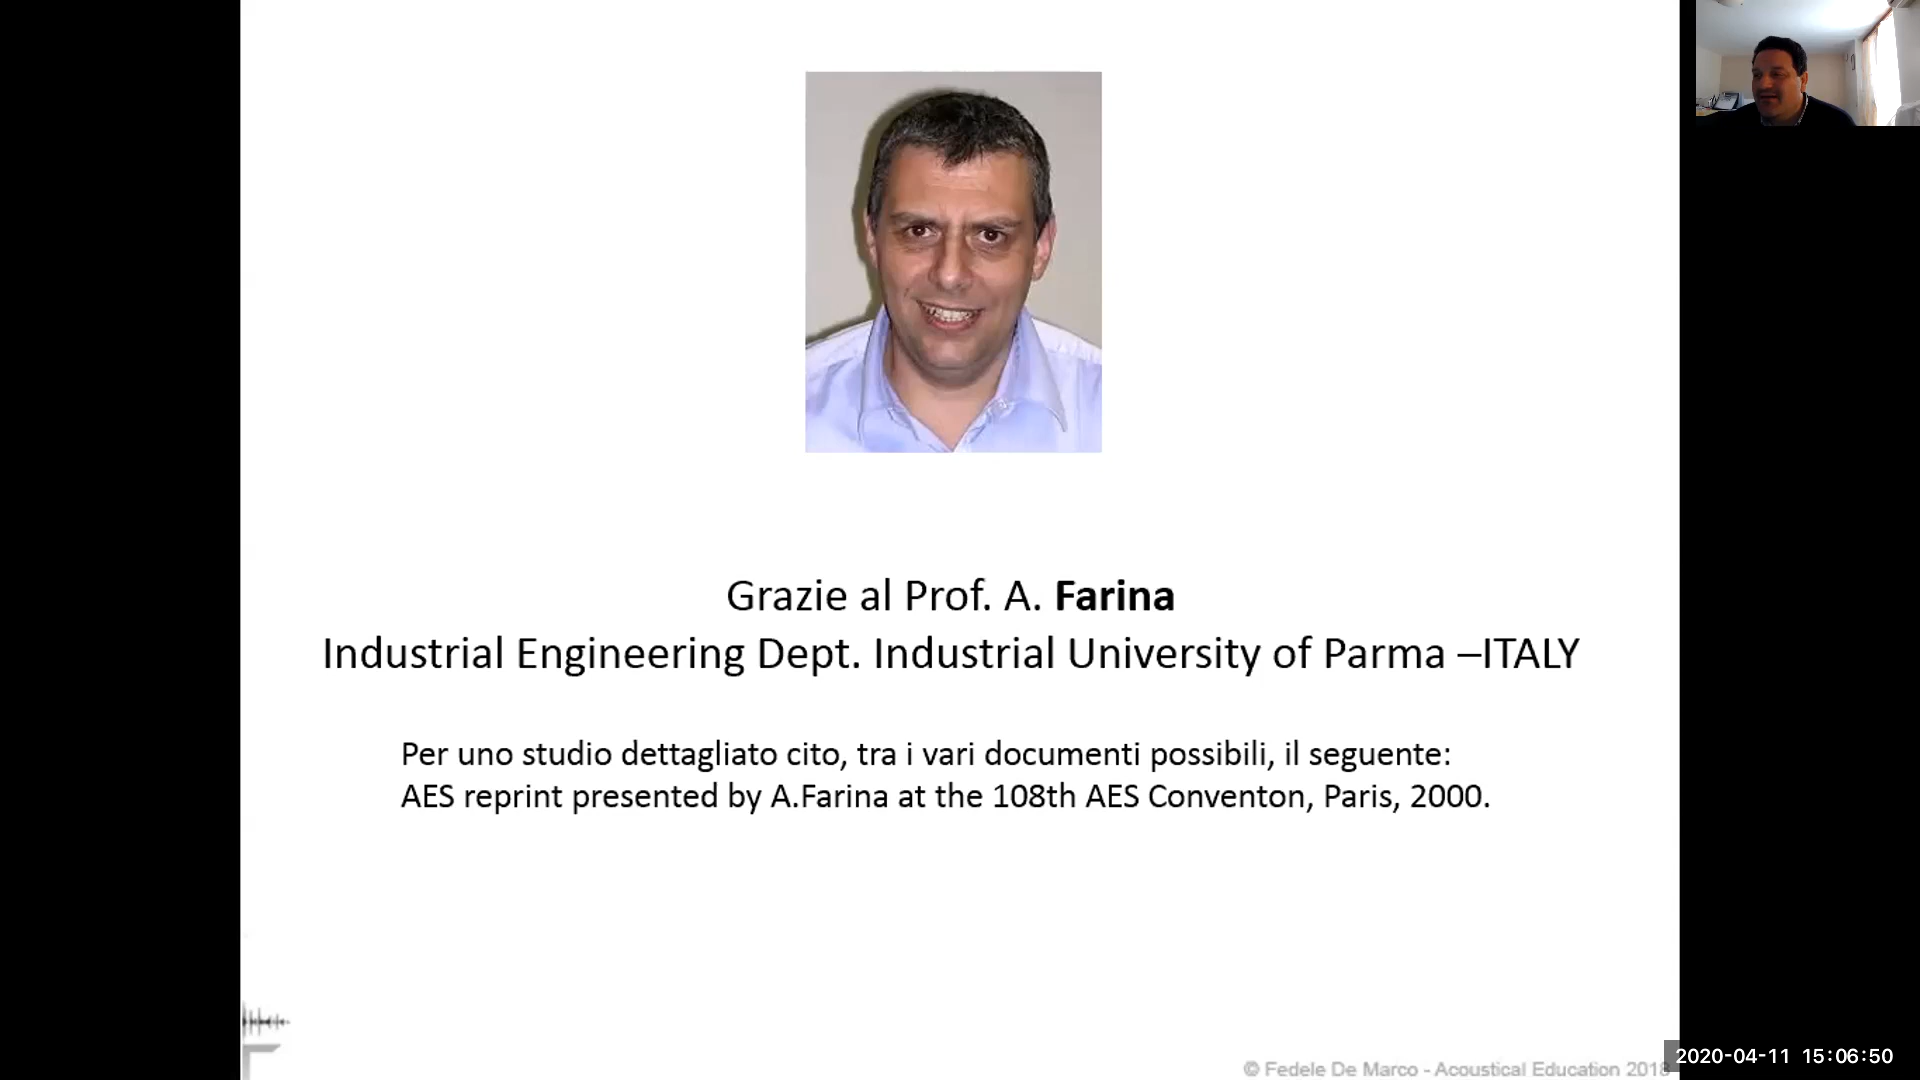 Grazie al Prof. A. Farina
Industrial Engineering Dept. Industrial University of Parma –ITALY
Per uno studio dettagliato cito, tra i vari documenti possibili, il seguente:
AES reprint presented by A.Farina at the 108th AES Conventon, Paris, 2000.
© Fedele De Marco - Acoustical Education 2018
2020-04-11 15:06:50